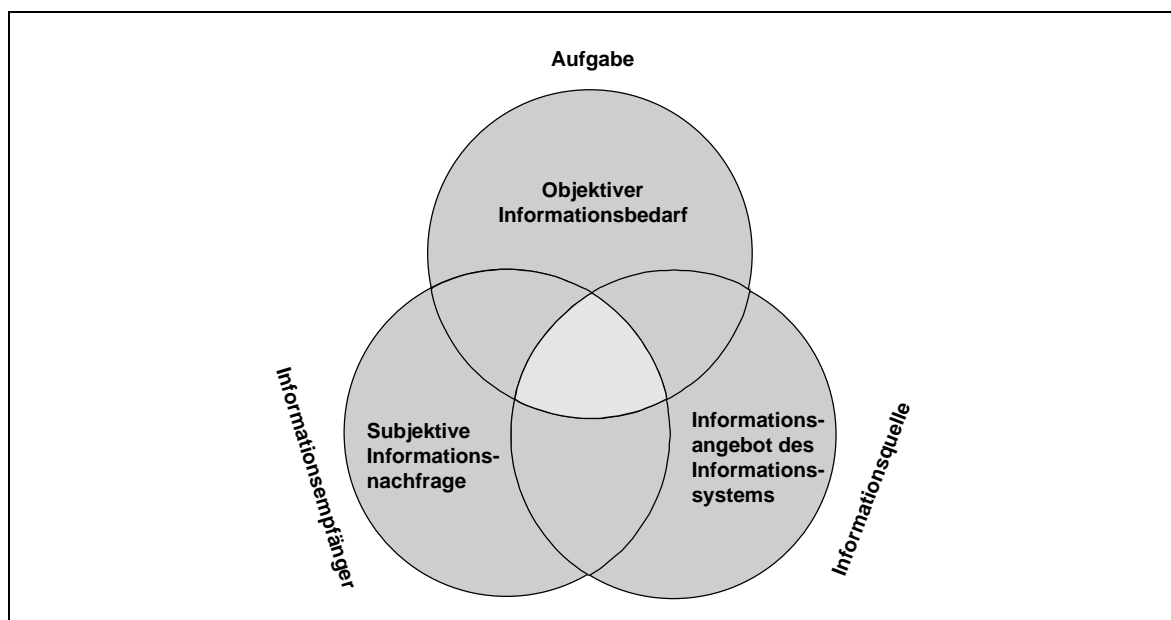 Aufgabe
Objektiver
Informationsbedarf
Informationsempfänger
Subjektive
Informations-
nachfrage
Informations-
angebot des
Informations-
systems
Informationsquelle